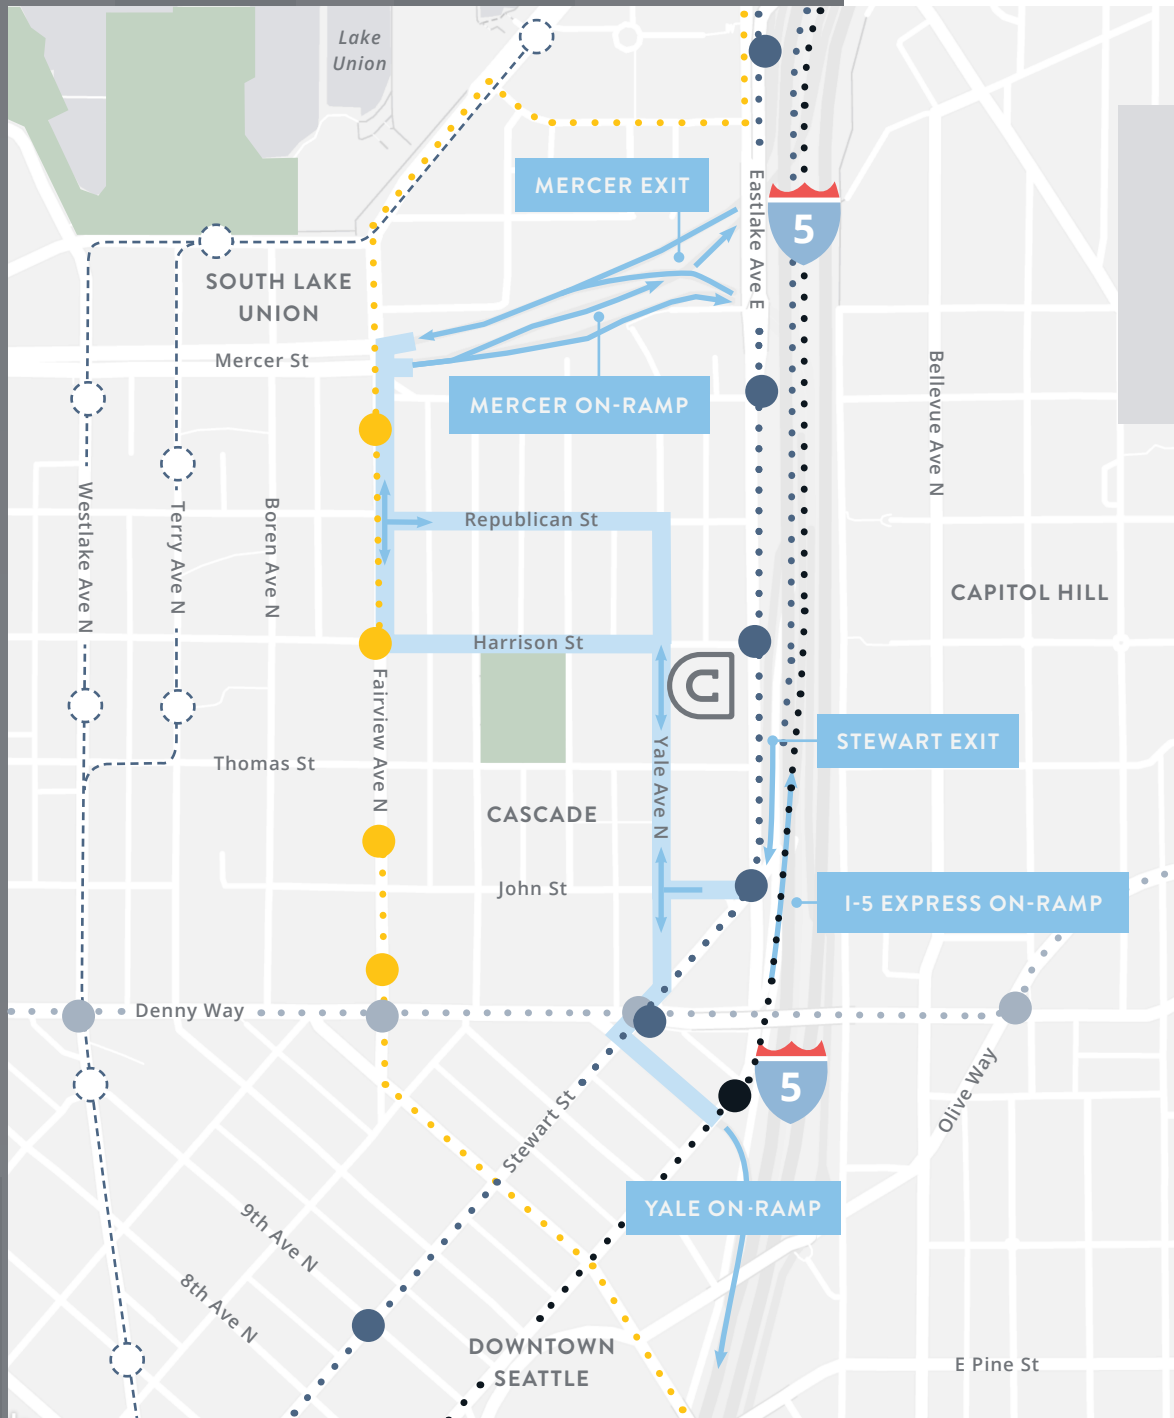 Lake
Union
MERCER EXIT
Eastlake Ave E
5
SOUTH LAKE
UNION
Mercer St
MERCER ON-RAMP
Bellevue Ave N
Westlake Ave N
Terry Ave N
Boren Ave N
Republican St
CAPITOL HILL
Harrison St
C
Fairview Ave N
Yale Ave N
STEWART EXIT
Thomas St
CASCADE
John St
I-5 EXPRESS ON-RAMP
Denny Way
5
Olive Way
Stewart St
YALE ON-RAMP
9th Ave N
8th Ave N
DOWNTOWN
SEATTLE
E Pine St